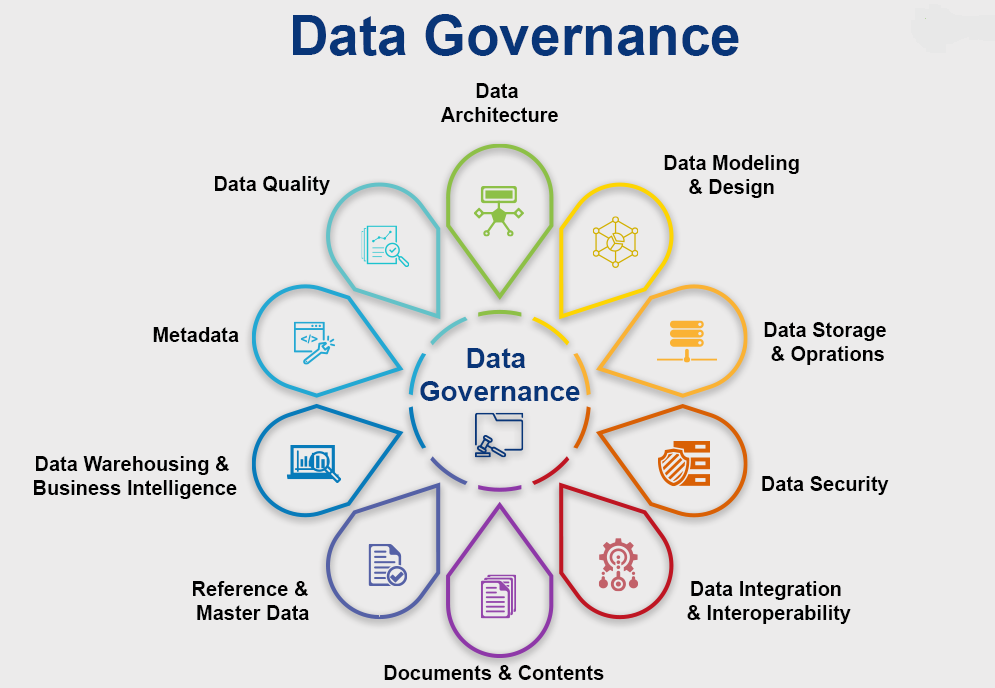 Data Governance
Data
Architecture
Data Modeling
& Design
Data Quality
Data Storage
& Oprations
Metadata
Data
Governance
</>
Data Security
Data Warehousing &
Business Intelligence
Data Integration
& Interoperability
Reference &
Master Data
Documents & Contents